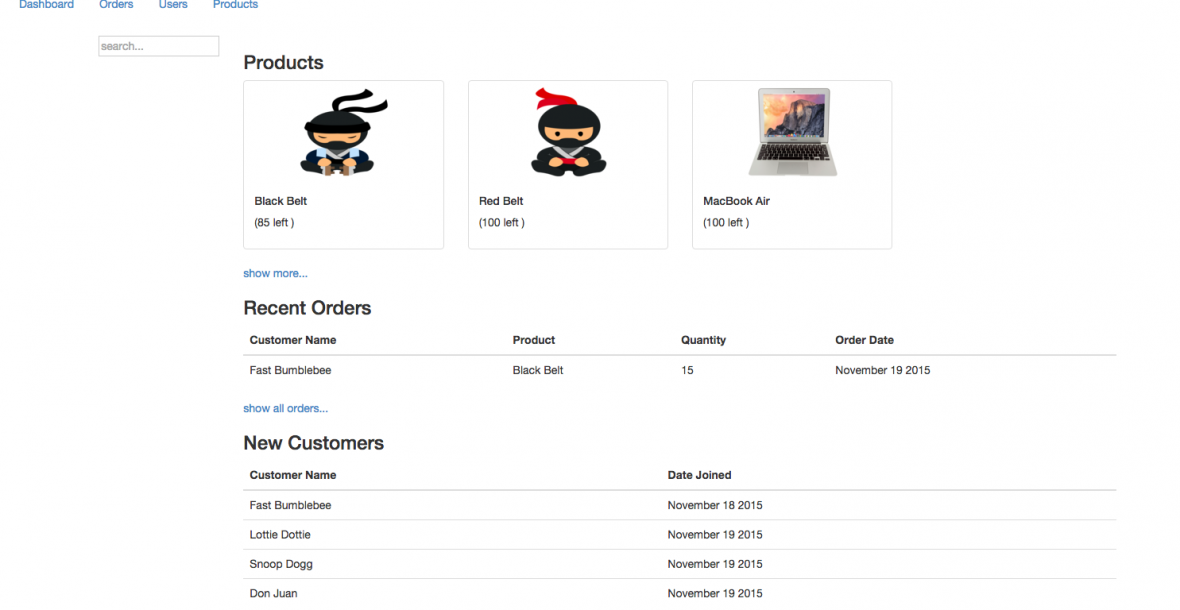 Dashboard Orders Users Products
search...
Products
Black Belt Red Belt MacBook Air
(85 left ) (100 left ) (100 left )
show more...
Recent Orders
Customer Name Product Quantity Order Date
Fast Bumblebee Black Belt 15 November 19 2015
show all orders...
New Customers
Customer Name Date Joined
Fast Bumblebee November 18 2015
Lottie Dottie November 19 2015
Snoop Dogg November 19 2015
Don Juan November 19 2015